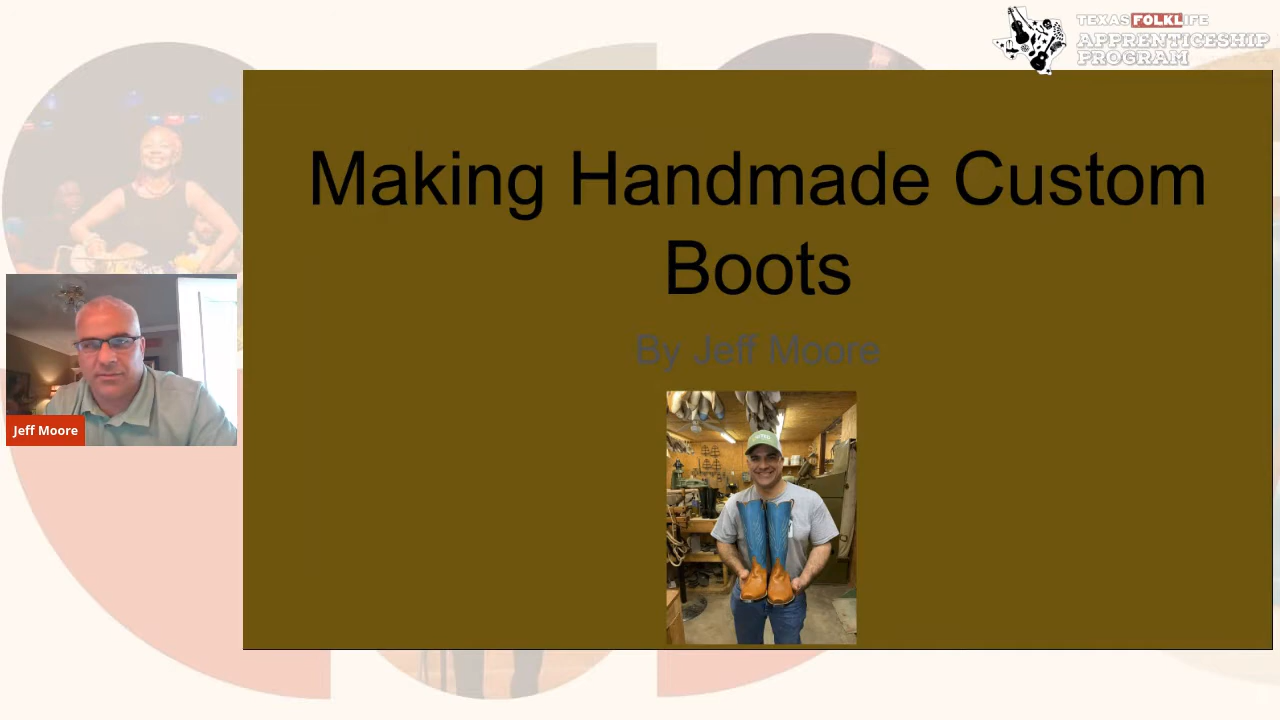 TEXAS FOLKLIFE
APPRENTICESHIP
PROGRAM
Making Handmade Custom
Boots
By Jeff Moore
Jeff Moore